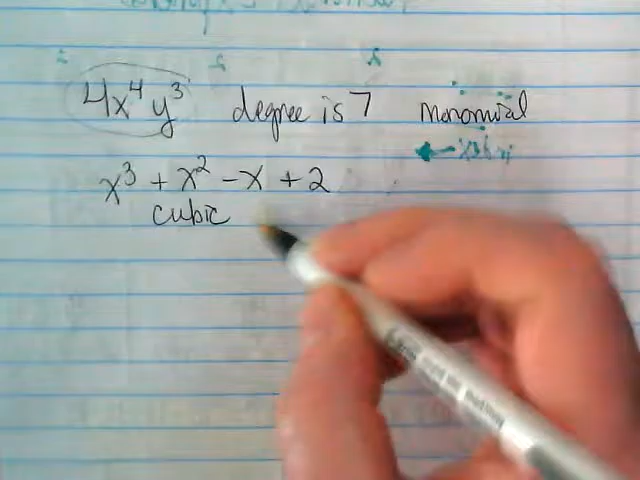 4x⁴y³ degree is 7 monomial
x³ + x² - x + 2
cubic